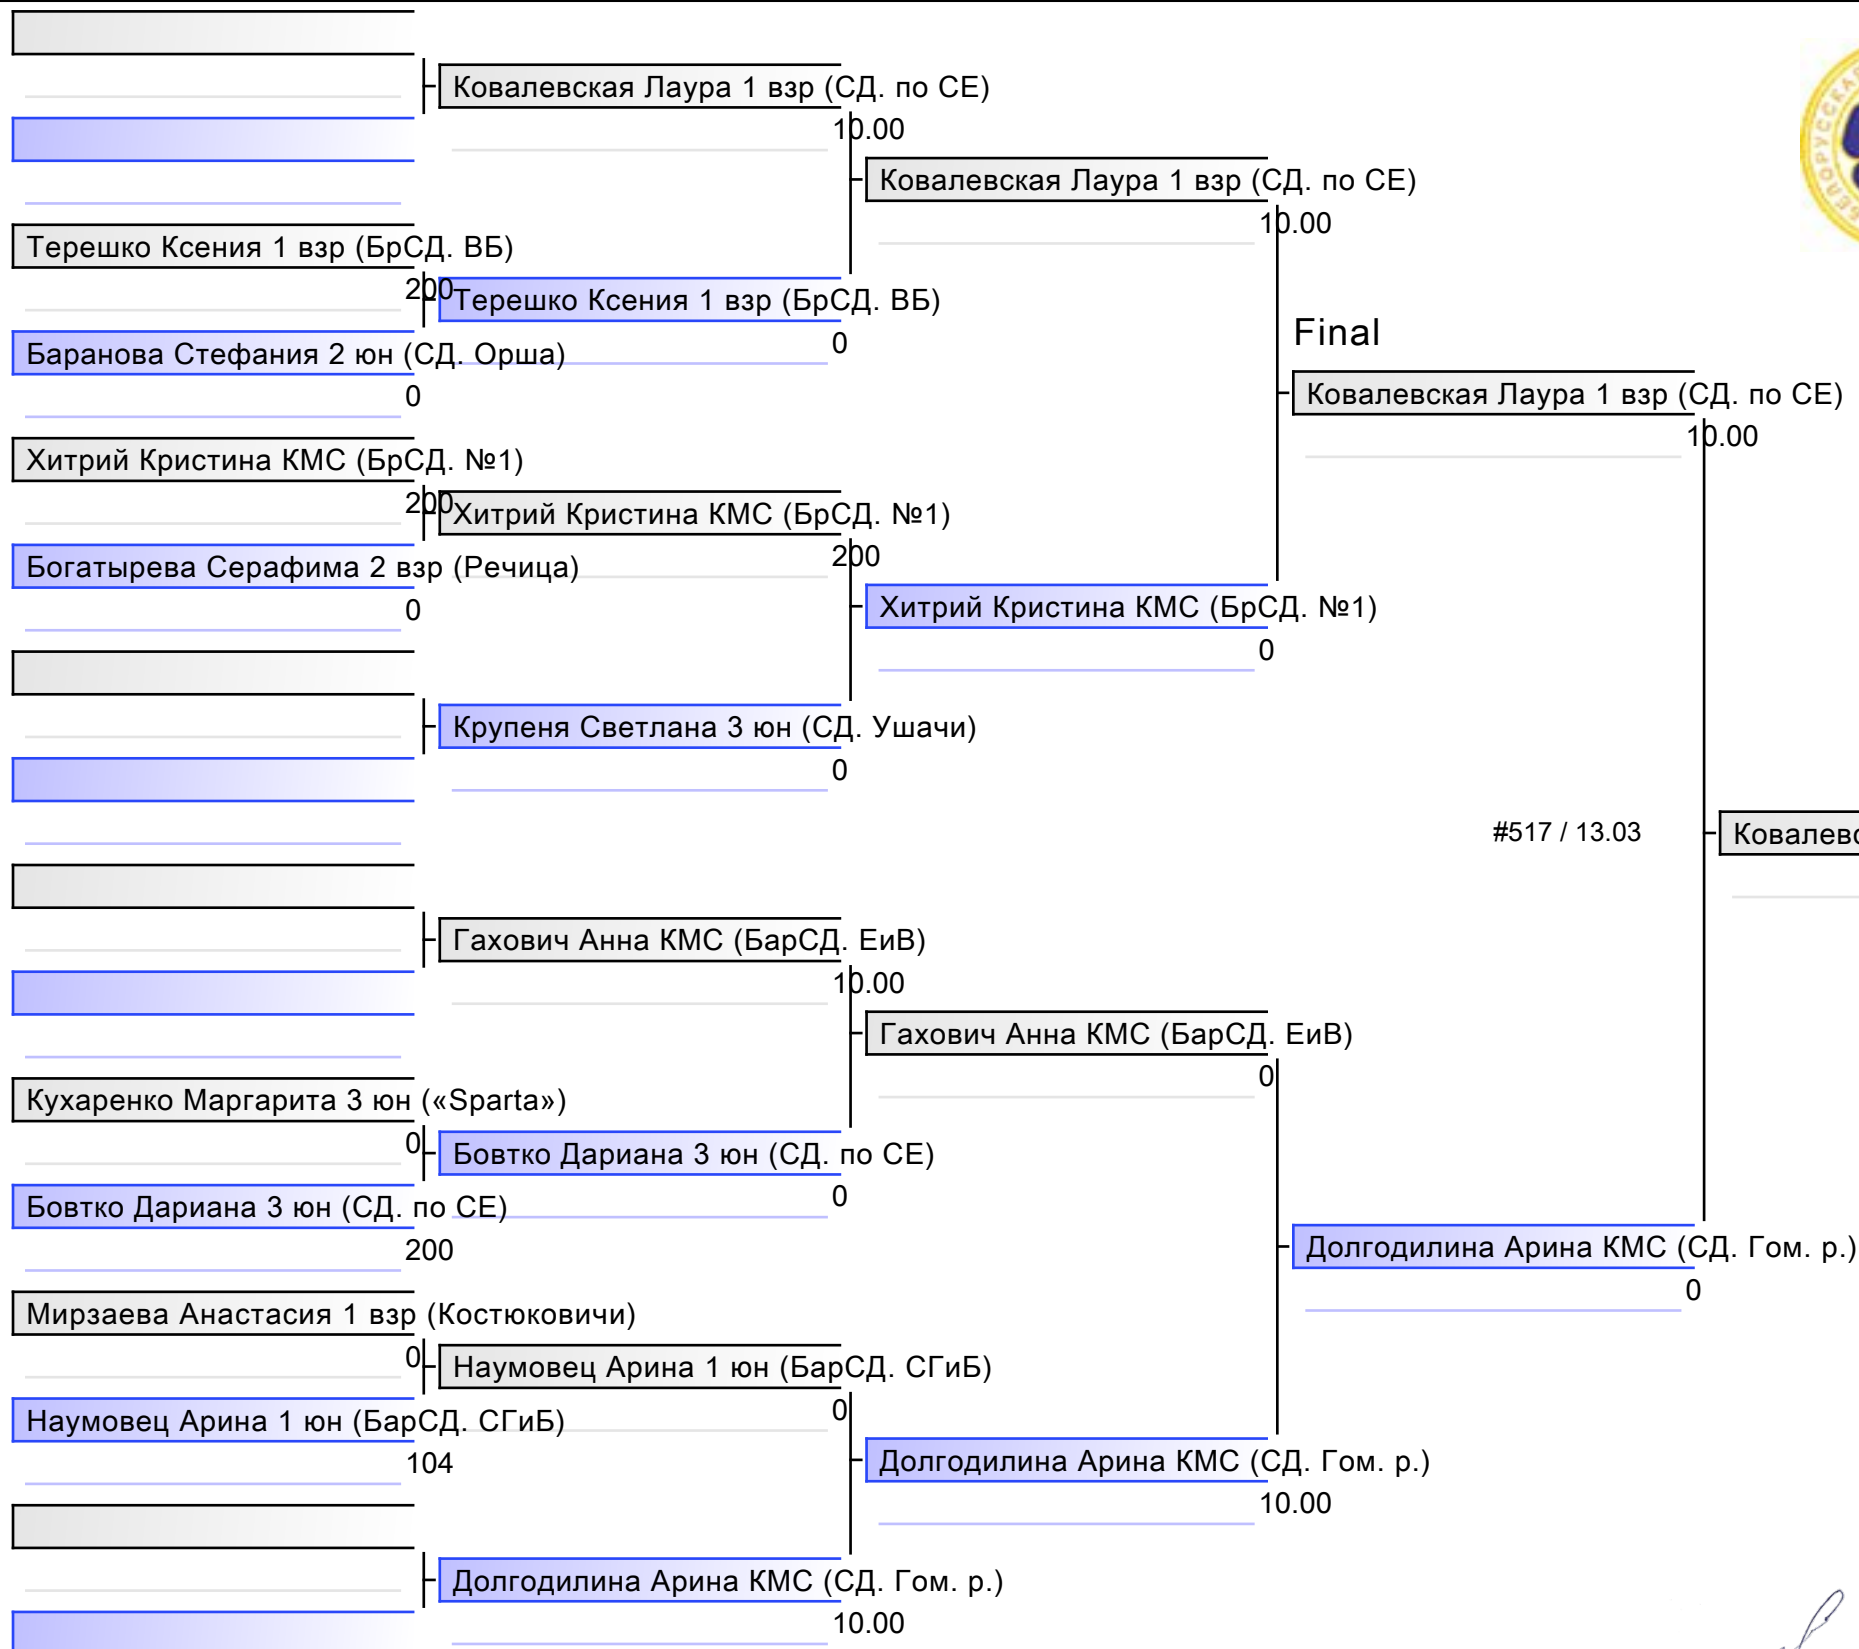 Ковалевская Лаура 1 взр (СД. по СЕ)
10.00
Ковалевская Лаура 1 взр (СД. по СЕ)
10.00
Терешко Ксения 1 взр (БрСД. ВБ)
200
Терешко Ксения 1 взр (БрСД. ВБ)
0
Баранова Стефания 2 юн (СД. Орша)
0
Final
Ковалевская Лаура 1 взр (СД. по СЕ)
10.00
Хитрий Кристина КМС (БрСД. №1)
200
Хитрий Кристина КМС (БрСД. №1)
200
Богатырева Серафима 2 взр (Речица)
0
Хитрий Кристина КМС (БрСД. №1)
0
Крупеня Светлана 3 юн (СД. Ушачи)
0
#517 / 13.03
Гахович Анна КМС (БарСД. ЕиВ)
10.00
Гахович Анна КМС (БарСД. ЕиВ)
0
Кухаренко Маргарита 3 юн («Sparta»)
0
Бовтко Дариана 3 юн (СД. по СЕ)
0
Бовтко Дариана 3 юн (СД. по СЕ)
200
Долгодилина Арина КМС (СД. Гом. р.)
0
Мирзаева Анастасия 1 взр (Костюковичи)
0
Наумовец Арина 1 юн (БарСД. СГиБ)
0
Наумовец Арина 1 юн (БарСД. СГиБ)
104
Долгодилина Арина КМС (СД. Гом. р.)
10.00
Долгодилина Арина КМС (СД. Гом. р.)
10.00